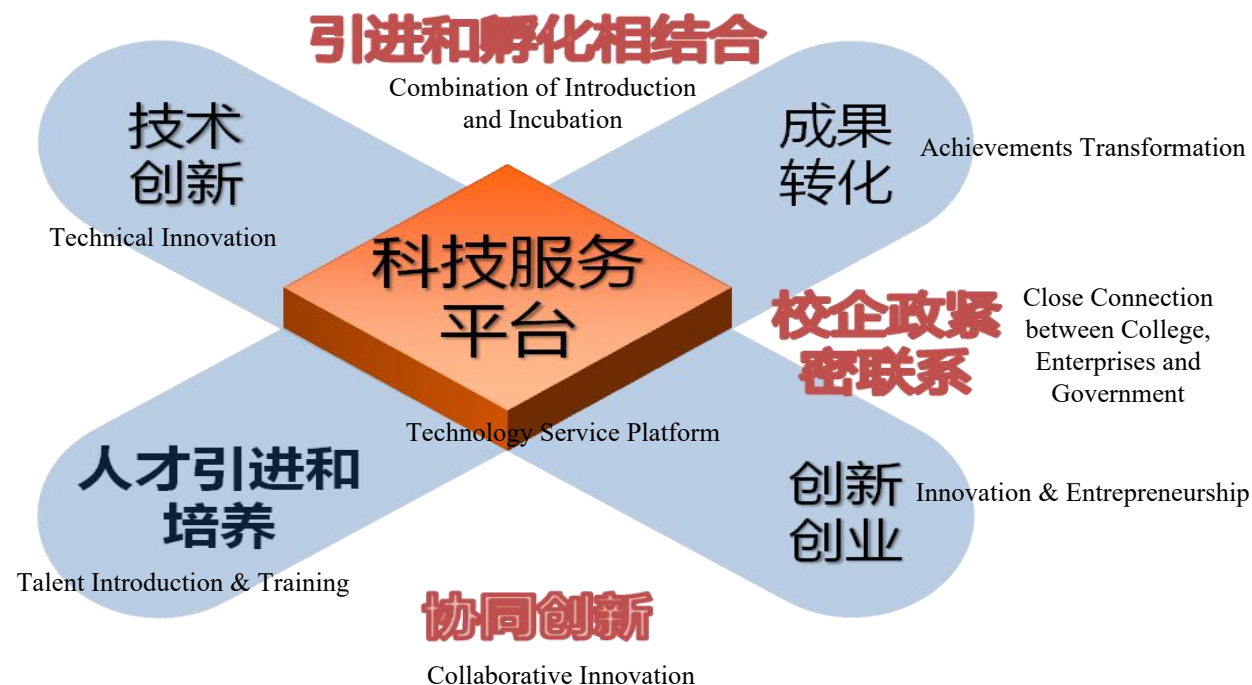 引进和孵化相结合
Combination of Introduction
and Incubation
技术
创新
Technical Innovation
成果
转化
Achievements Transformation
科技服务
平台
Technology Service Platform
校企政紧
密联系
Close Connection
between College,
Enterprises and
Government
人才引进和
培养
Talent Introduction & Training
创新
创业
Innovation & Entrepreneurship
协同创新
Collaborative Innovation